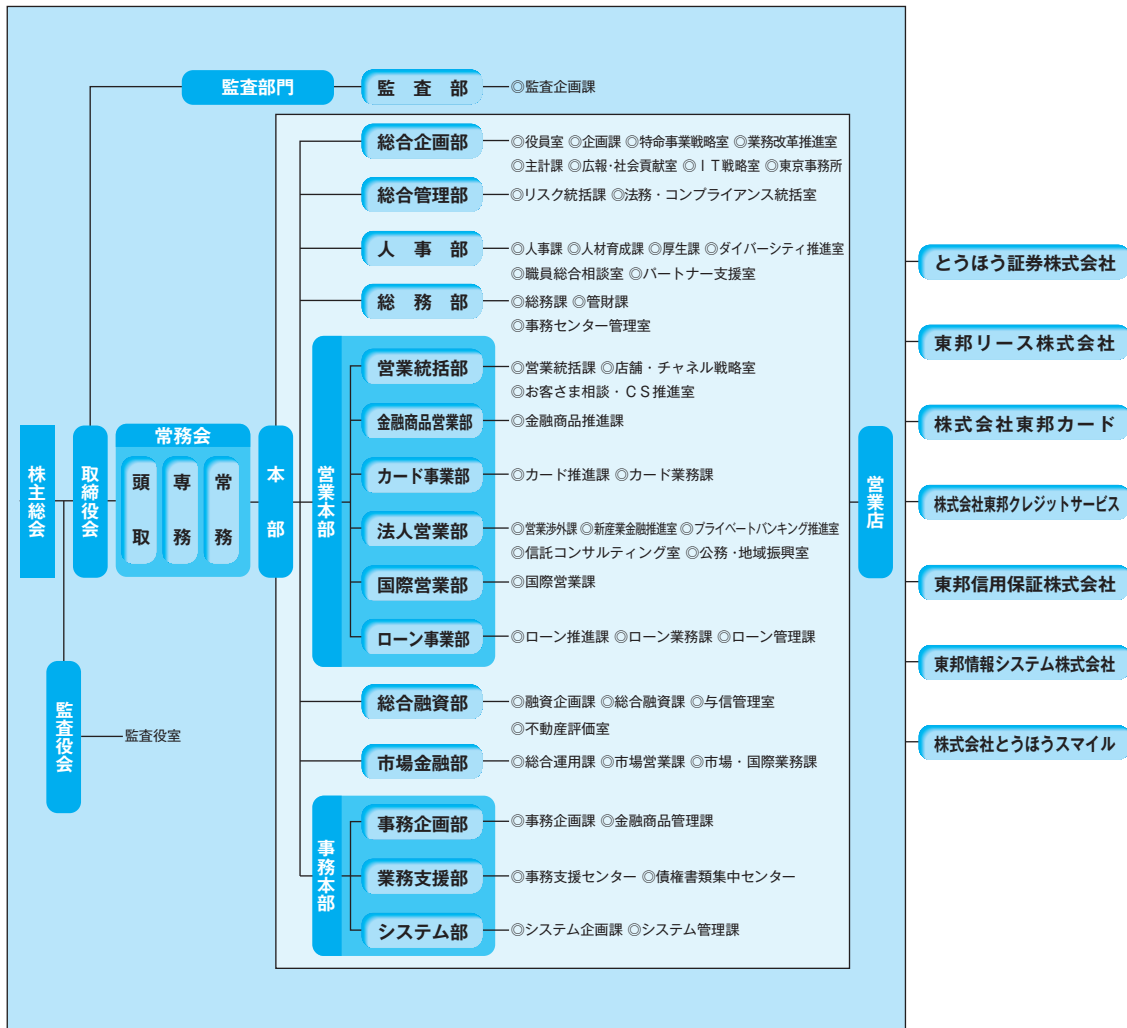 監査部門
監査部
◎監査企画課
総合企画部
◎役員室 ◎企画課 ◎特命事業戦略室 ◎業務改革推進室
◎主計課 ◎広報・社会貢献室 ◎ＩＴ戦略室 ◎東京事務所
総合管理部
◎リスク統括課 ◎法務・コンプライアンス統括室
人事部
◎人事課 ◎人材育成課 ◎厚生課 ◎ダイバーシティ推進室
◎職員総合相談室 ◎パートナー支援室
総務部
◎総務課 ◎管財課
◎事務センター管理室
営業本部
営業統括部
◎営業統括課 ◎店舗・チャネル戦略室
◎お客さま相談・ＣＳ推進室
金融商品営業部
◎金融商品推進課
カード事業部
◎カード推進課 ◎カード業務課
法人営業部
◎営業渉外課 ◎新産業金融推進室 ◎プライベートバンキング推進室
◎信託コンサルティング室 ◎公務・地域振興室
国際営業部
◎国際営業課
ローン事業部
◎ローン推進課 ◎ローン業務課 ◎ローン管理課
株主総会
取締役会
常務会
頭取
専務
常務
本部
監査役会
監査役室
総合融資部
◎融資企画課 ◎総合融資課 ◎与信管理室
◎不動産評価室
市場金融部
◎総合運用課 ◎市場営業課 ◎市場・国際業務課
事務本部
事務企画部
◎事務企画課 ◎金融商品管理課
業務支援部
◎事務支援センター ◎債権書類集中センター
システム部
◎システム企画課 ◎システム管理課
営業店
とうほう証券株式会社
東邦リース株式会社
株式会社東邦カード
株式会社東邦クレジットサービス
東邦信用保証株式会社
東邦情報システム株式会社
株式会社とうほうスマイル